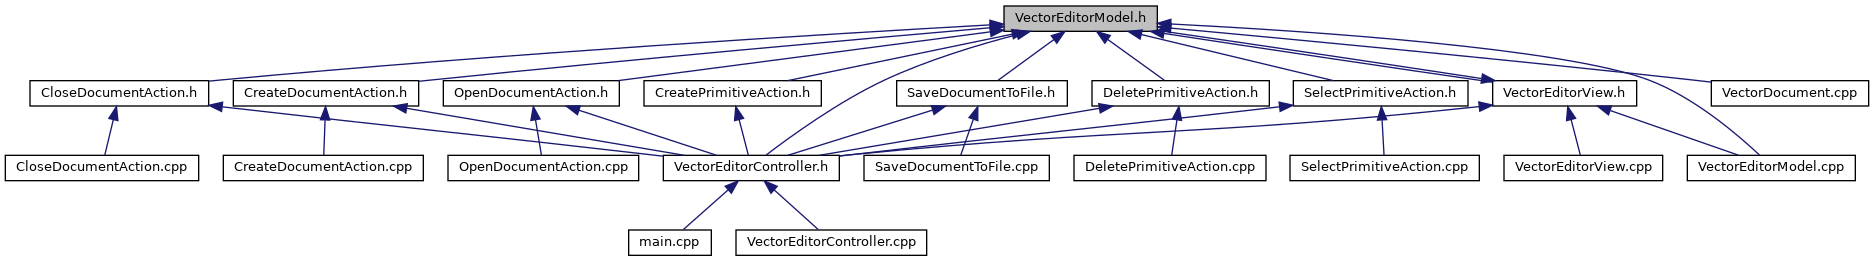 VectorEditorModel.h
CloseDocumentAction.h
CreateDocumentAction.h
OpenDocumentAction.h
CreatePrimitiveAction.h
SaveDocumentToFile.h
DeletePrimitiveAction.h
SelectPrimitiveAction.h
VectorEditorView.h
VectorDocument.cpp
CloseDocumentAction.cpp
CreateDocumentAction.cpp
OpenDocumentAction.cpp
VectorEditorController.h
SaveDocumentToFile.cpp
DeletePrimitiveAction.cpp
SelectPrimitiveAction.cpp
VectorEditorView.cpp
VectorEditorModel.cpp
main.cpp
VectorEditorController.cpp